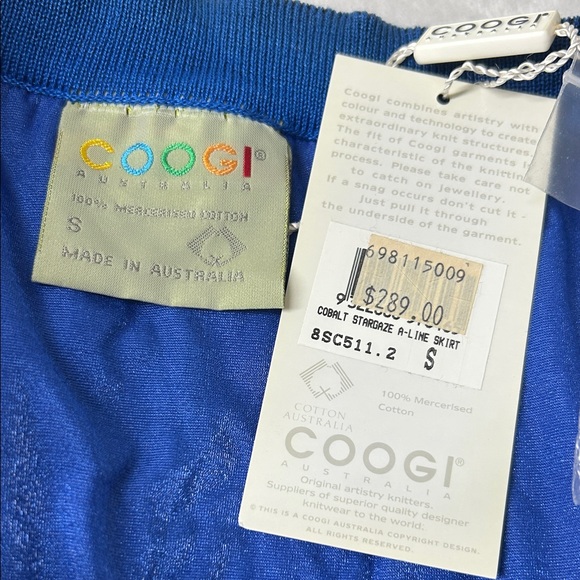 COOGI®
AUSTRALIA
100% MERCERISED COTTON
S
MADE IN AUSTRALIA
COOGI
AUSTRALIA
Coogi combines artistry with
colour and technology to create
extraordinary knit structures.
The fit of Coogi garments is
characteristic of the knitting
process. Please take care not
to catch on jewellery.
If a snag occurs don't cut it -
just pull it through
the underside of the garment.
698115009
$289.00
COBALT STARGAZE A-LINE SKIRT
8SC511.2 S
COTTON
AUSTRALIA
100% Mercerised
Cotton
COOGI®
AUSTRALIA
Original artistry knitters.
Suppliers of superior quality designer
knitwear to the world.
© THIS IS A COOGI AUSTRALIA COPYRIGHT DESIGN.
ALL RIGHTS RESERVED.